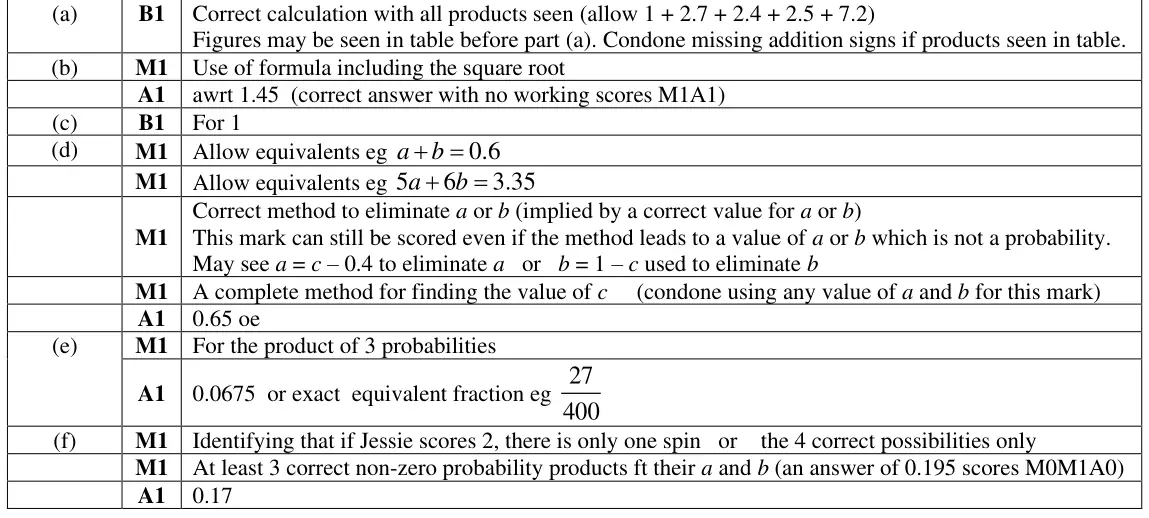 (a) B1 Correct calculation with all products seen (allow 1 + 2.7 + 2.4 + 2.5 + 7.2)
Figures may be seen in table before part (a). Condone missing addition signs if products seen in table.
(b) M1 Use of formula including the square root
A1 awrt 1.45 (correct answer with no working scores M1A1)
(c) B1 For 1
(d) M1 Allow equivalents eg a + b = 0.6
M1 Allow equivalents eg 5a + 6b = 3.35
Correct method to eliminate a or b (implied by a correct value for a or b)
M1 This mark can still be scored even if the method leads to a value of a or b which is not a probability.
May see a = c – 0.4 to eliminate a or b = 1 – c used to eliminate b
M1 A complete method for finding the value of c (condone using any value of a and b for this mark)
A1 0.65 oe
(e) M1 For the product of 3 probabilities
A1 0.0675 or exact equivalent fraction eg 27/400
(f) M1 Identifying that if Jessie scores 2, there is only one spin or the 4 correct possibilities only
M1 At least 3 correct non-zero probability products ft their a and b (an answer of 0.195 scores M0M1A0)
A1 0.17